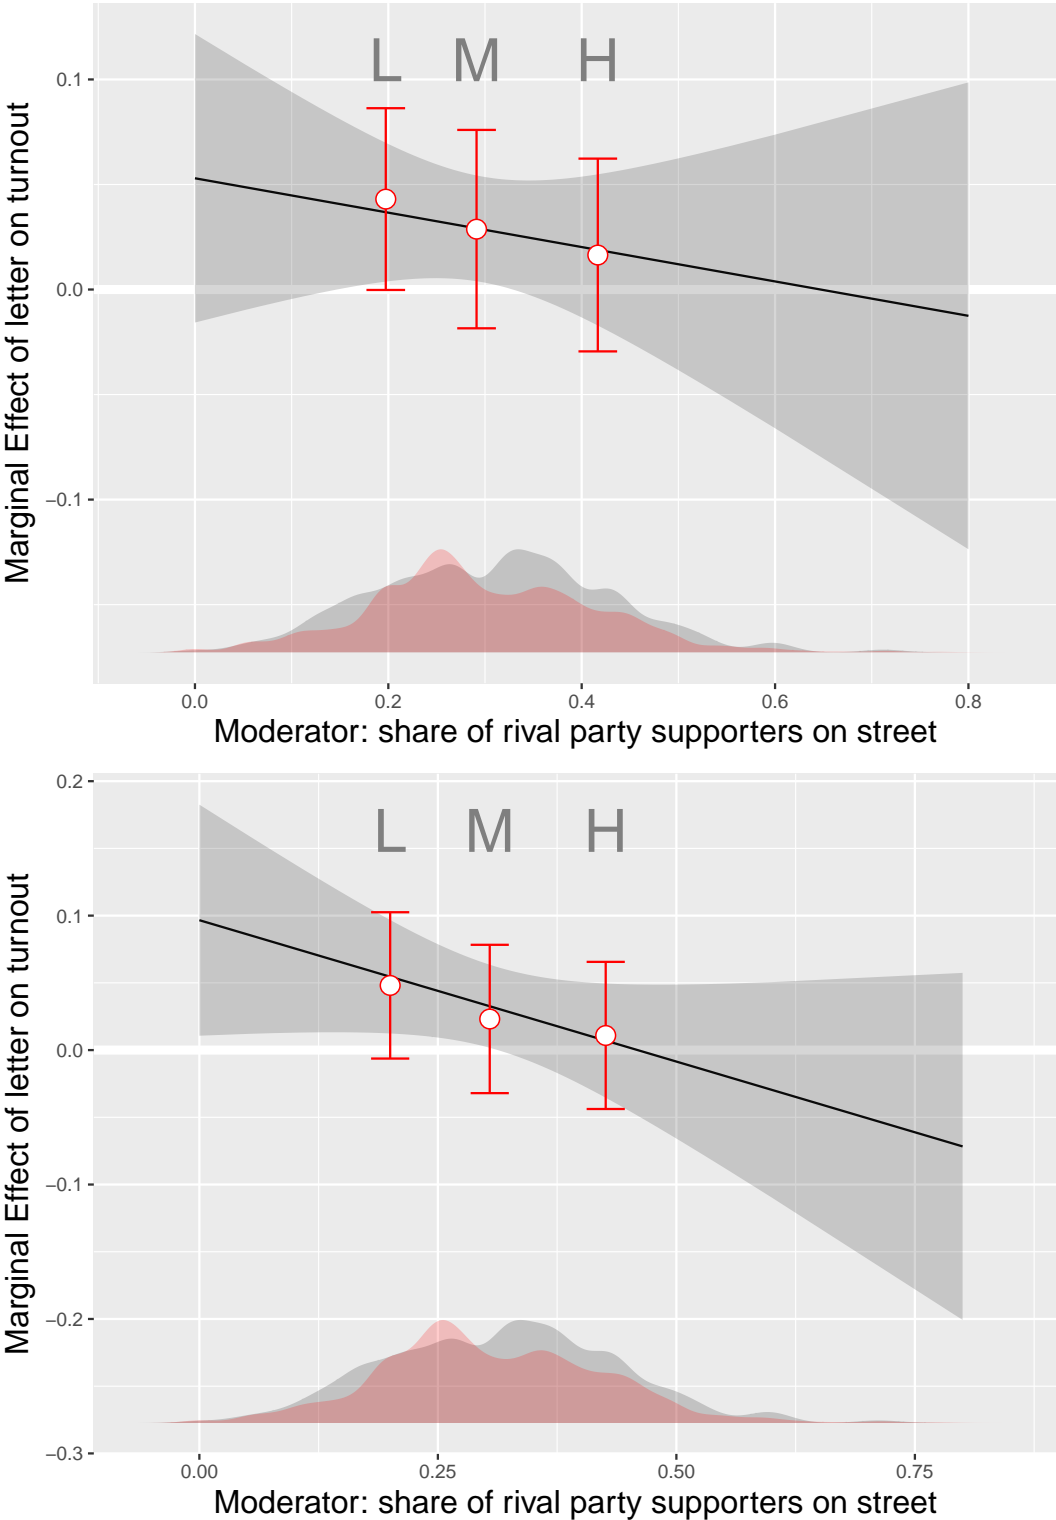 L M H
Marginal Effect of letter on turnout
0.1
0.0
−0.1
0.0 0.2 0.4 0.6 0.8
Moderator: share of rival party supporters on street
L M H
Marginal Effect of letter on turnout
0.2
0.1
0.0
−0.1
−0.2
−0.3
0.00 0.25 0.50 0.75
Moderator: share of rival party supporters on street